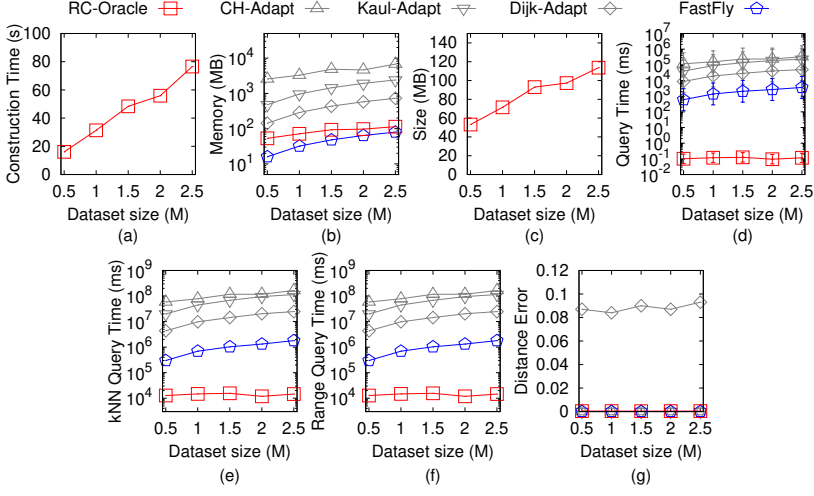 RC-Oracle CH-Adapt Kaul-Adapt Dijk-Adapt FastFly
Construction Time (s)
100
80
60
40
20
0
0.5 1 1.5 2 2.5
Dataset size (M)
(a)
Memory (MB)
10^4
10^3
10^2
10^1
0.5 1 1.5 2 2.5
Dataset size (M)
(b)
Size (MB)
140
120
100
80
60
40
20
0
0.5 1 1.5 2 2.5
Dataset size (M)
(c)
Query Time (ms)
10^7
10^6
10^5
10^4
10^3
10^2
10^1
10^0
10^-1
10^-2
0.5 1 1.5 2 2.5
Dataset size (M)
(d)
kNN Query Time (ms)
10^9
10^8
10^7
10^6
10^5
10^4
0.5 1 1.5 2 2.5
Dataset size (M)
(e)
Range Query Time (ms)
10^9
10^8
10^7
10^6
10^5
10^4
0.5 1 1.5 2 2.5
Dataset size (M)
(f)
Distance Error
0.12
0.1
0.08
0.06
0.04
0.02
0
0.5 1 1.5 2 2.5
Dataset size (M)
(g)